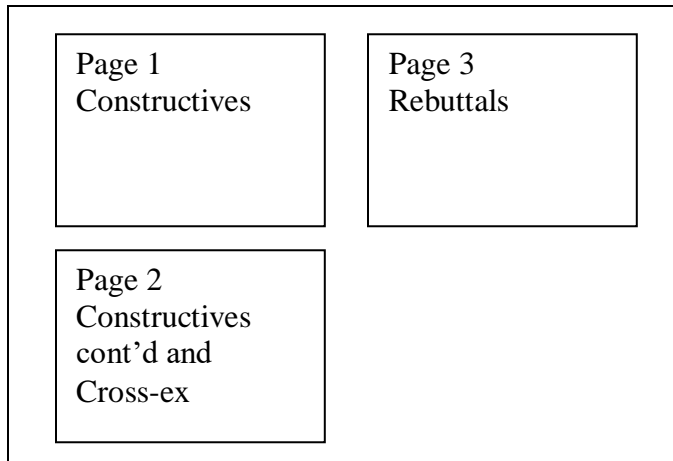 Page 1
Constructives
Page 3
Rebuttals
Page 2
Constructives
cont’d and
Cross-ex